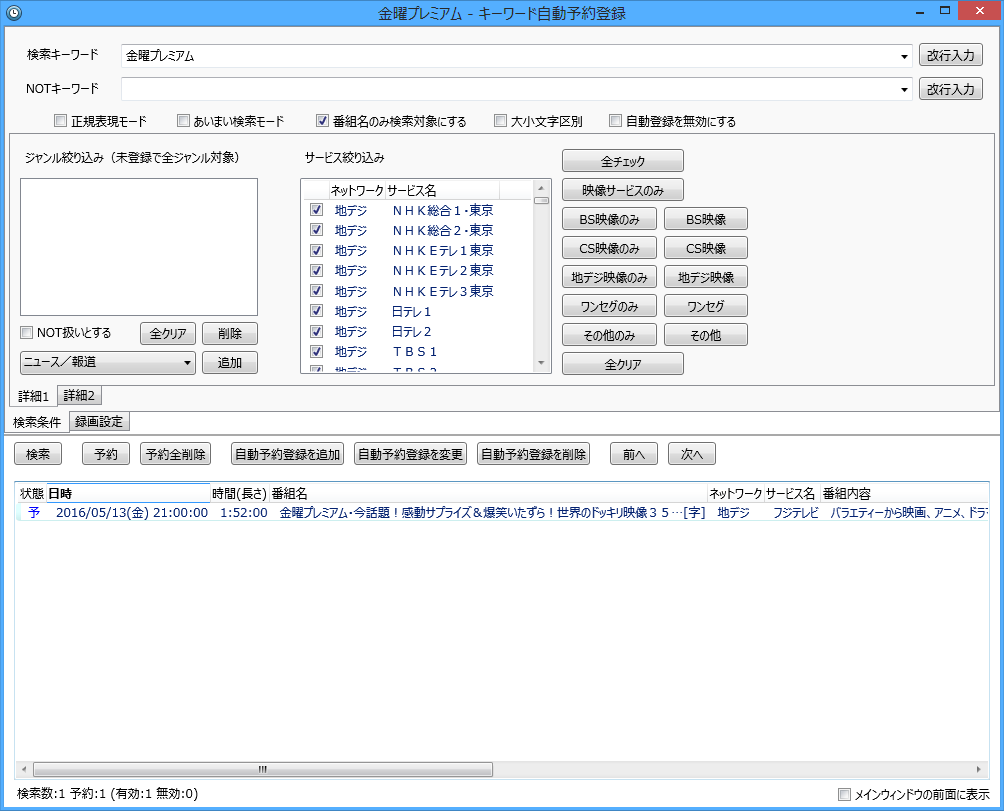 金曜プレミアム - キーワード自動予約登録
検索キーワード 金曜プレミアム 改行入力
NOTキーワード 改行入力
正規表現モード あいまい検索モード 番組名のみ検索対象にする 大小文字区別 自動登録を無効にする
ジャンル絞り込み（未登録で全ジャンル対象） サービス絞り込み 全チェック
ネットワーク サービス名 映像サービスのみ
地デジ ＮＨＫ総合１・東京 BS映像のみ BS映像
地デジ ＮＨＫ総合２・東京
地デジ ＮＨＫＥテレ１東京 CS映像のみ CS映像
地デジ ＮＨＫＥテレ２東京 地デジ映像のみ 地デジ映像
地デジ ＮＨＫＥテレ３東京
地デジ 日テレ１ ワンセグのみ ワンセグ
NOT扱いとする 全クリア 削除 地デジ 日テレ２ その他のみ その他
地デジ ＴＢＳ１
ニュース／報道 追加 全クリア
詳細1 詳細2
検索条件 録画設定
検索 予約 予約全削除 自動予約登録を追加 自動予約登録を変更 自動予約登録を削除 前へ 次へ
状態 日時 時間(長さ) 番組名 ネットワーク サービス名 番組内容
予 2016/05/13(金) 21:00:00 1:52:00 金曜プレミアム・今話題！感動サプライズ＆爆笑いたずら！世界のドッキリ映像３５…[字] 地デジ フジテレビ バラエティーから映画、アニメ、ドラマ
検索数:1 予約:1 (有効:1 無効:0) メインウィンドウの前面に表示